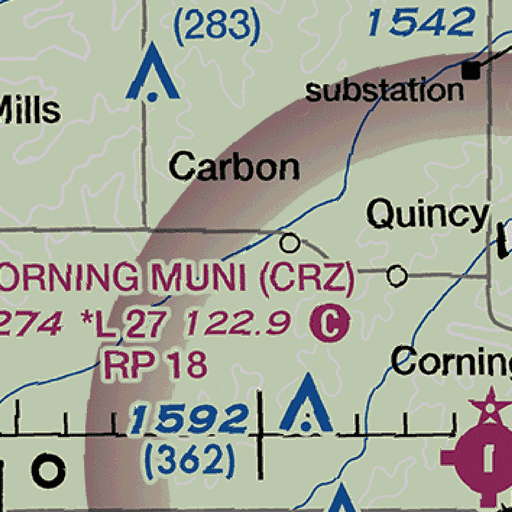 (283)
1542
substation
Mills
Carbon
Quincy
ORNING MUNI (CRZ)
274 *L 27 122.9 C
RP 18
Corning
1592
(362)